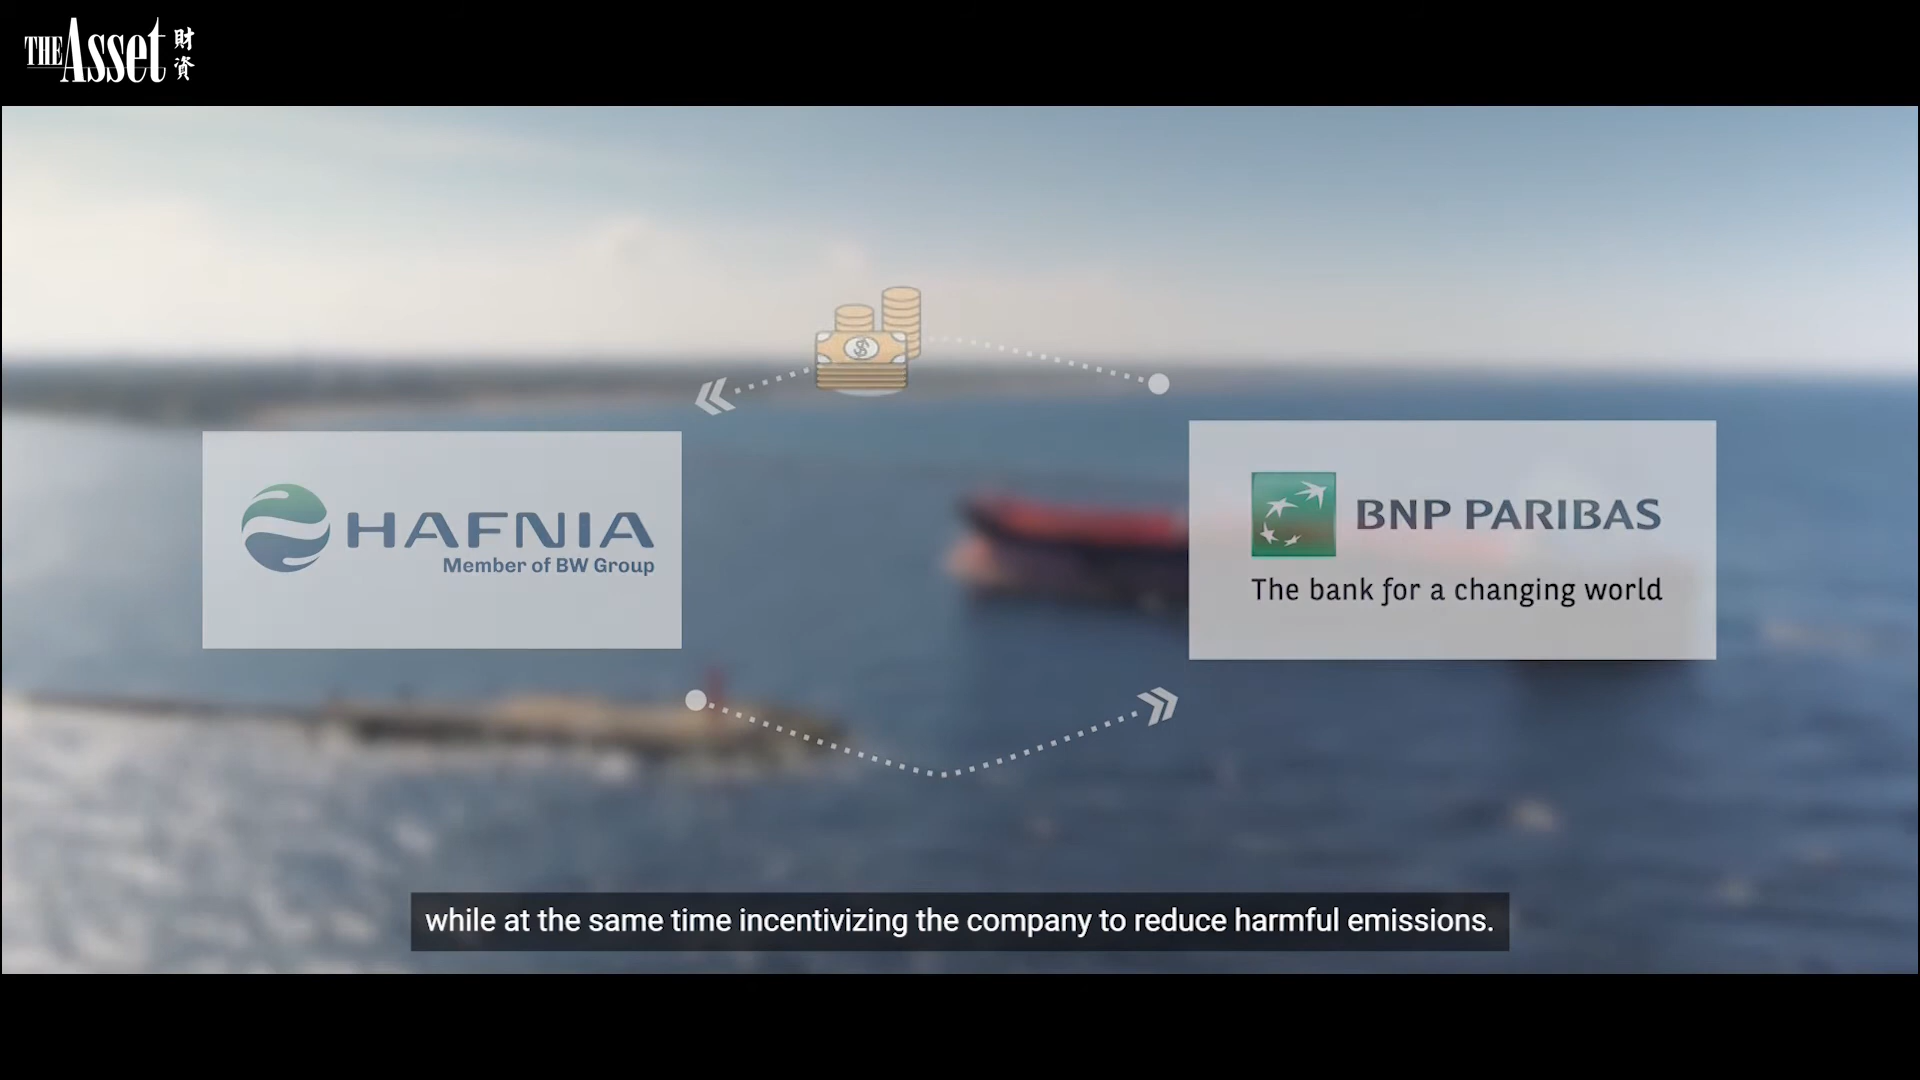 THE Asset 財資
HAFNIA
Member of BW Group
BNP PARIBAS
The bank for a changing world
while at the same time incentivizing the company to reduce harmful emissions.